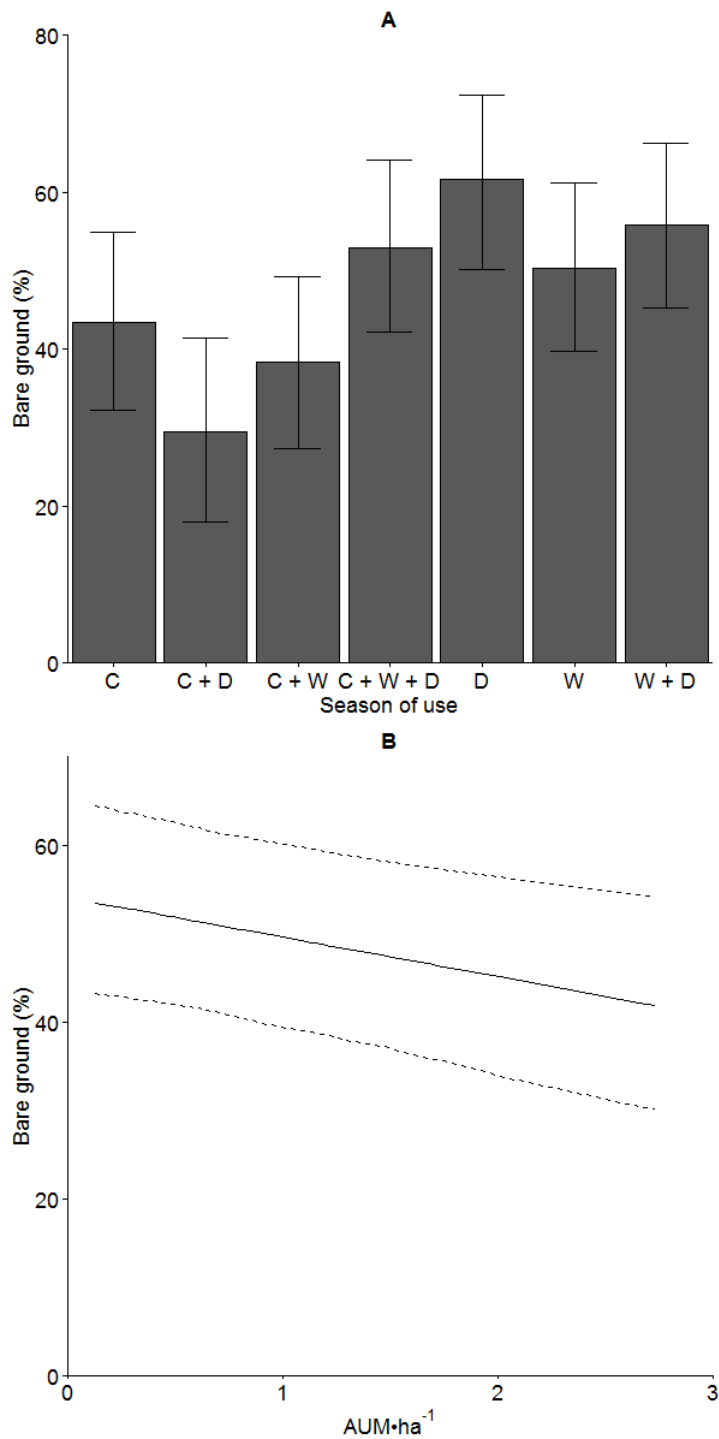 A
80
60
40
20
0
Bare ground (%)
C C + D C + W C + W + D D W W + D
Season of use
B
60
40
20
0
Bare ground (%)
0 1 2 3
AUM•ha⁻¹